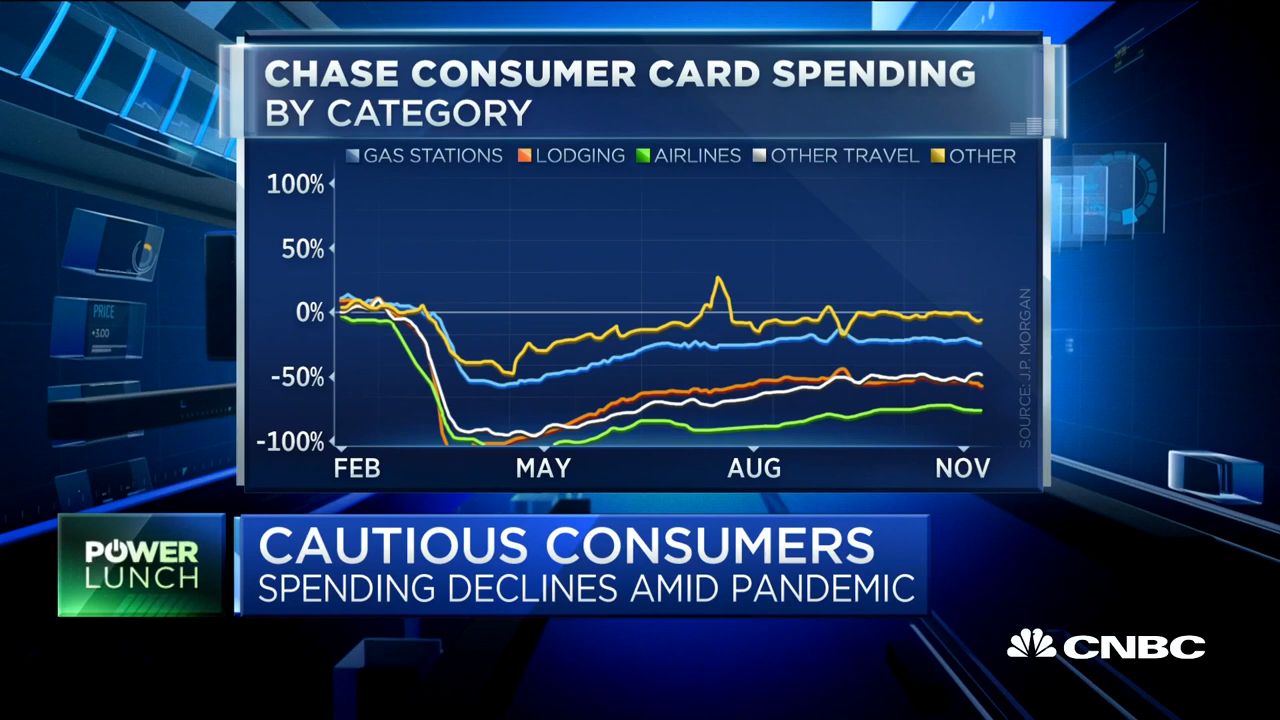 CHASE CONSUMER CARD SPENDING
BY CATEGORY
GAS STATIONS LODGING AIRLINES OTHER TRAVEL OTHER
100%
50%
0%
-50%
-100%
FEB MAY AUG NOV
SOURCE: J.P. MORGAN
PRICE
+3.00
POWER
LUNCH
CAUTIOUS CONSUMERS
SPENDING DECLINES AMID PANDEMIC
CNBC